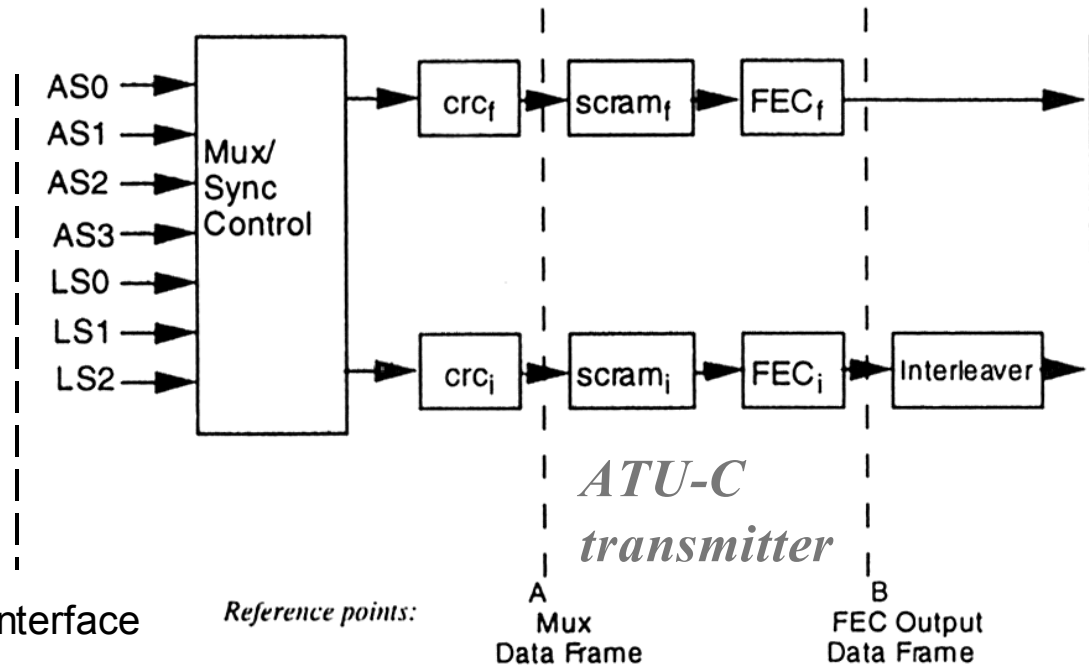 AS0
AS1
AS2
AS3
LS0
LS1
LS2
Mux/
Sync
Control
crcf
scramf
FECf
crci
scrami
FECi
Interleaver
ATU-C
transmitter
nterface
Reference points:
A
Mux
Data Frame
B
FEC Output
Data Frame